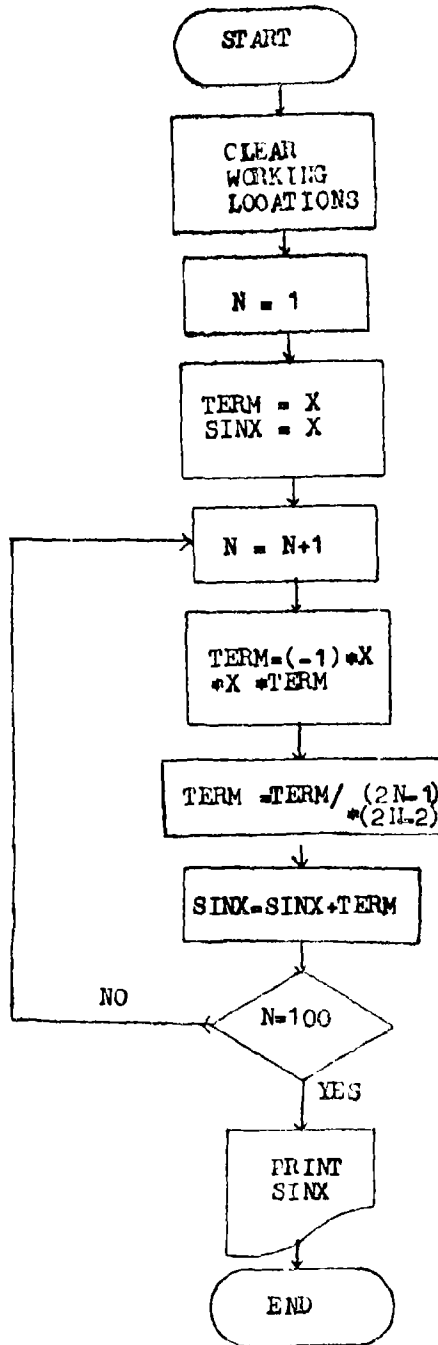 START
CLEAR
WORKING
LOOATIONS
N = 1
TERM = X
SINX = X
N = N+1
TERM=(-1)*X
*X *TERM
TERM =TERM/ (2N-1)
*(2N-2)
SINX=SINX+TERM
N=100
NO
YES
PRINT
SINX
END